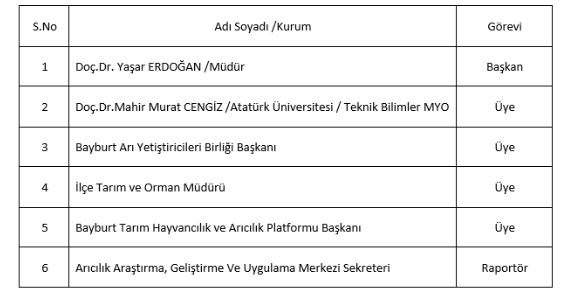 S.No Adı Soyadı /Kurum Görevi
1 Doç.Dr. Yaşar ERDOĞAN /Müdür Başkan
2 Doç.Dr.Mahir Murat CENGİZ /Atatürk Üniversitesi / Teknik Bilimler MYO Üye
3 Bayburt Arı Yetiştiricileri Birliği Başkanı Üye
4 İlçe Tarım ve Orman Müdürü Üye
5 Bayburt Tarım Hayvancılık ve Arıcılık Platformu Başkanı Üye
6 Arıcılık Araştırma, Geliştirme Ve Uygulama Merkezi Sekreteri Raportör